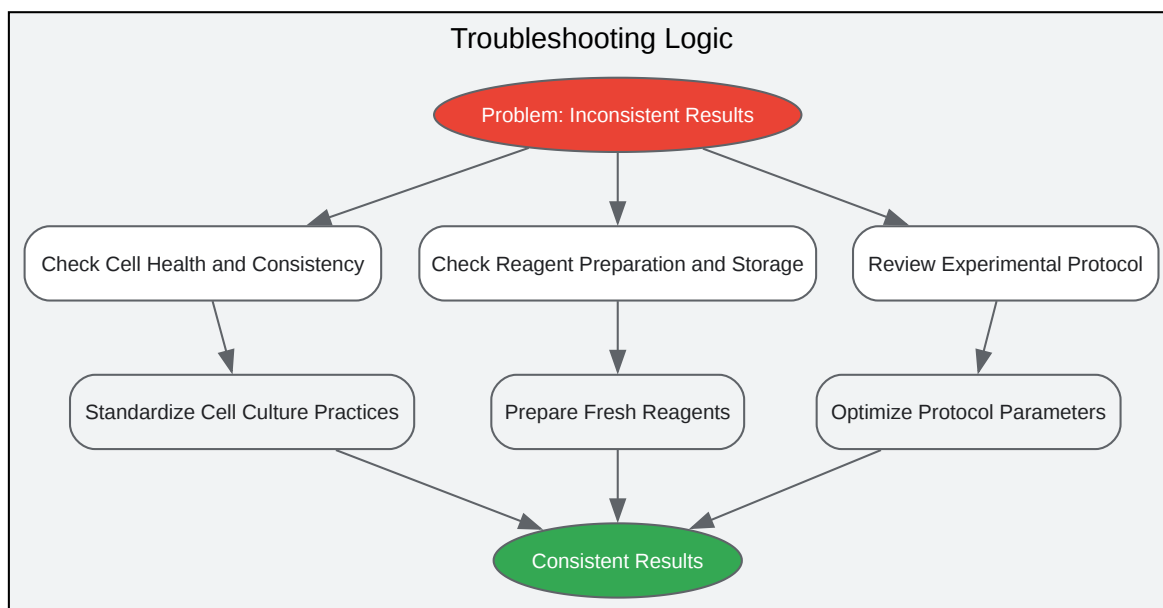 Troubleshooting Logic
Problem: Inconsistent Results
Check Cell Health and Consistency
Check Reagent Preparation and Storage
Review Experimental Protocol
Standardize Cell Culture Practices
Prepare Fresh Reagents
Optimize Protocol Parameters
Consistent Results